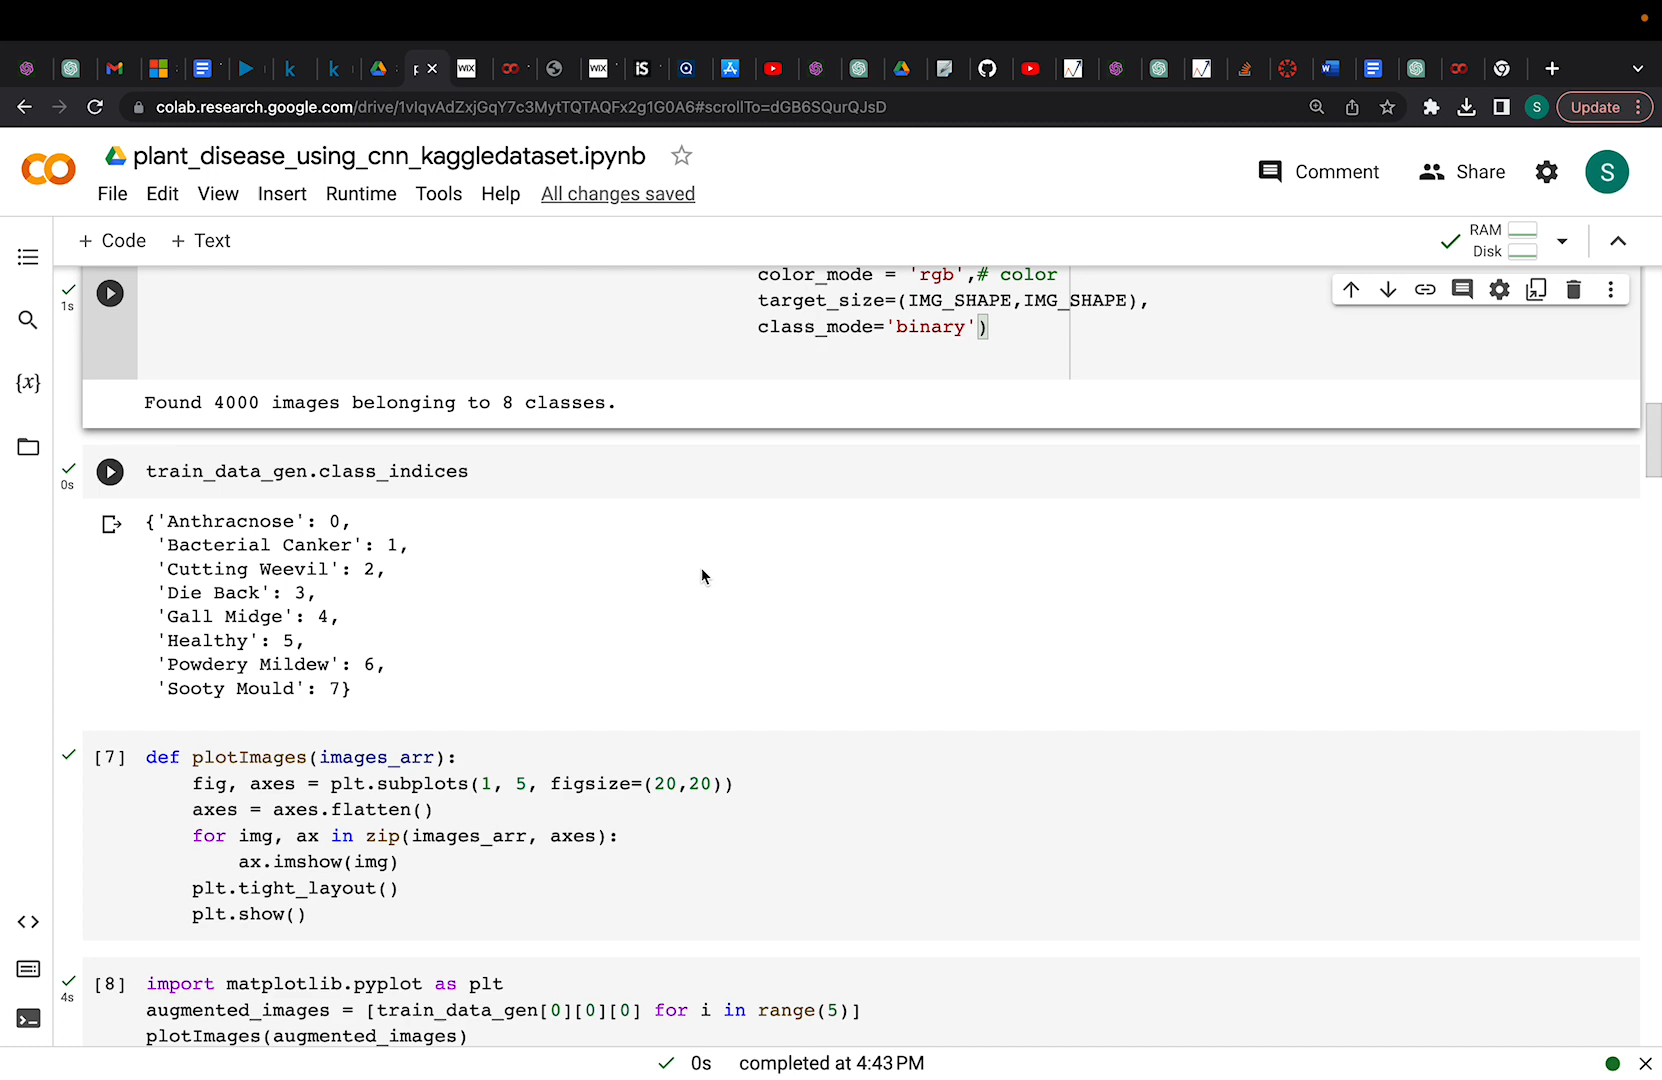 colab.research.google.com/drive/1vIqvAdZxjGqY7c3MytTQTAQFx2g1G0A6#scrollTo=dGB6SQurQJsD
S
Update
plant_disease_using_cnn_kaggledataset.ipynb
Comment
Share
S
File Edit View Insert Runtime Tools Help All changes saved
+ Code + Text
RAM
Disk
1s
color_mode = 'rgb',# color
target_size=(IMG_SHAPE,IMG_SHAPE),
class_mode='binary')
{x}
Found 4000 images belonging to 8 classes.
0s
train_data_gen.class_indices
{'Anthracnose': 0,
'Bacterial Canker': 1,
'Cutting Weevil': 2,
'Die Back': 3,
'Gall Midge': 4,
'Healthy': 5,
'Powdery Mildew': 6,
'Sooty Mould': 7}
[7] def plotImages(images_arr):
fig, axes = plt.subplots(1, 5, figsize=(20,20))
axes = axes.flatten()
for img, ax in zip(images_arr, axes):
ax.imshow(img)
plt.tight_layout()
plt.show()
4s
[8] import matplotlib.pyplot as plt
augmented_images = [train_data_gen[0][0][0] for i in range(5)]
plotImages(augmented_images)
0s completed at 4:43 PM